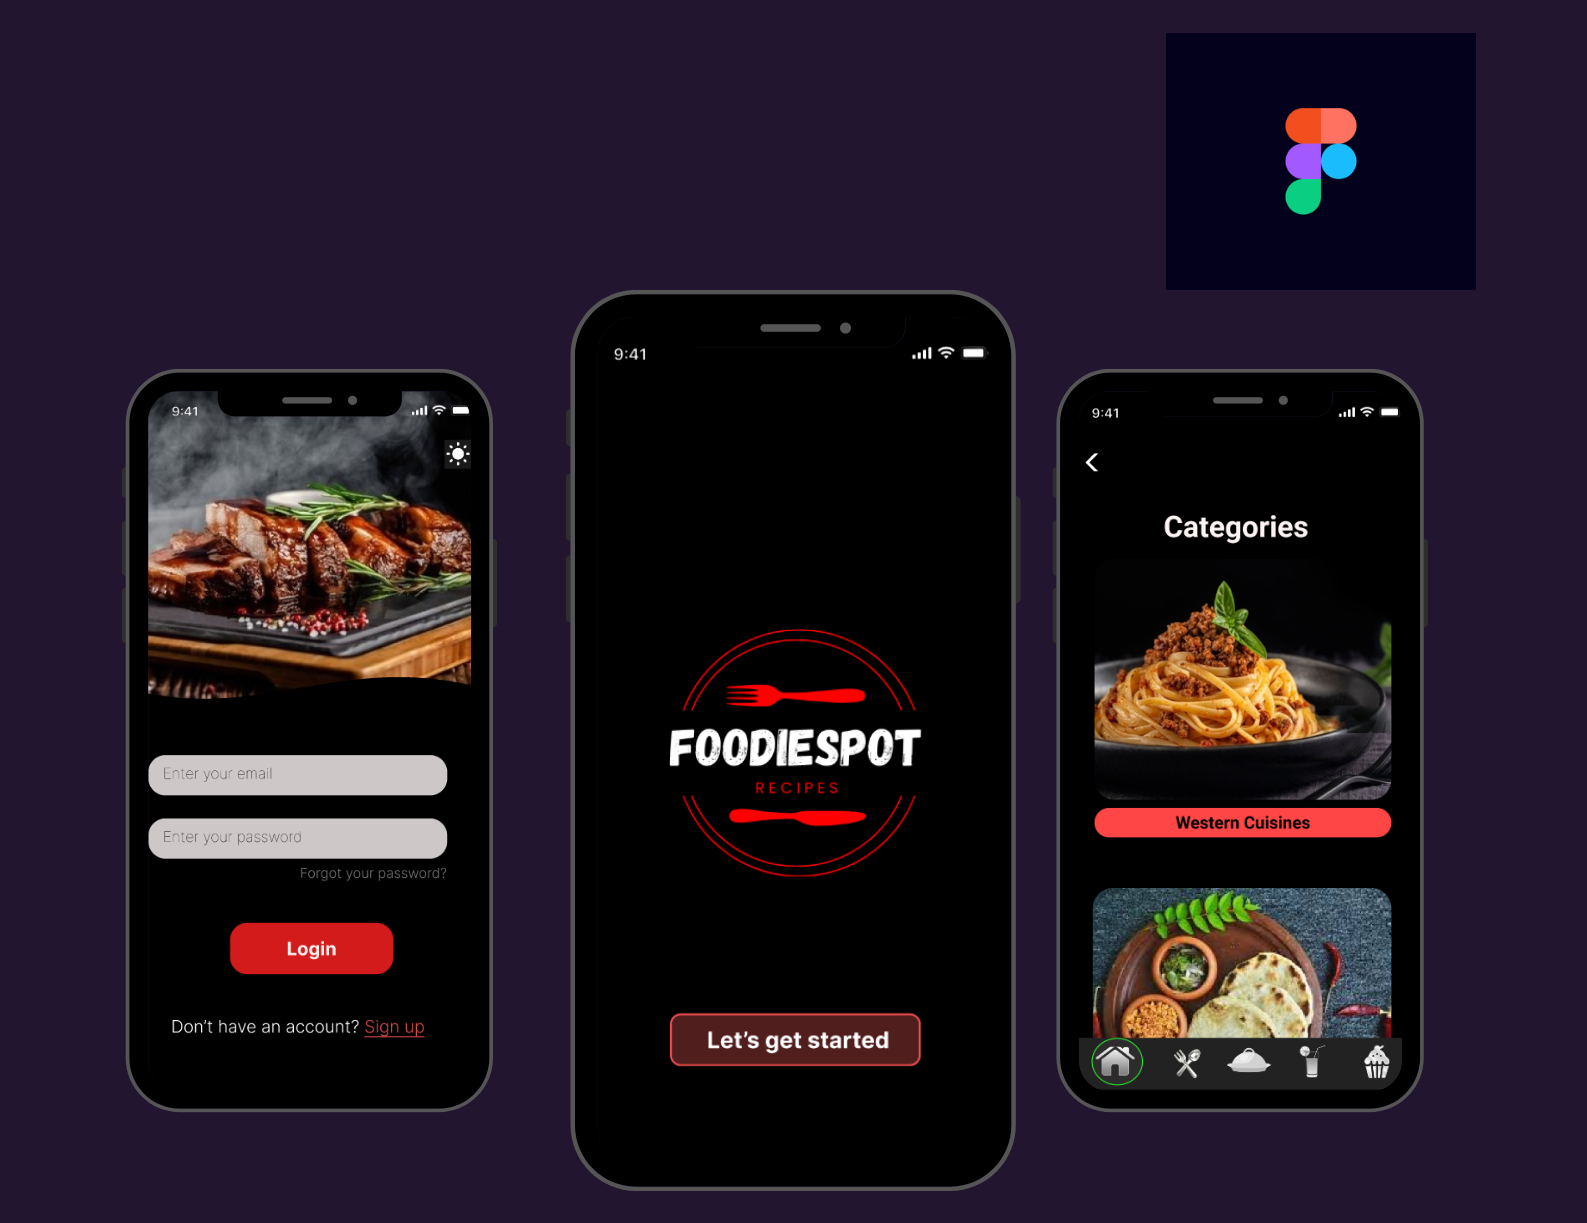 9:41
Enter your email
Enter your password
Forgot your password?
Login
Don't have an account? Sign up
9:41
FOODIESPOT
RECIPES
Let's get started
9:41
Categories
Western Cuisines